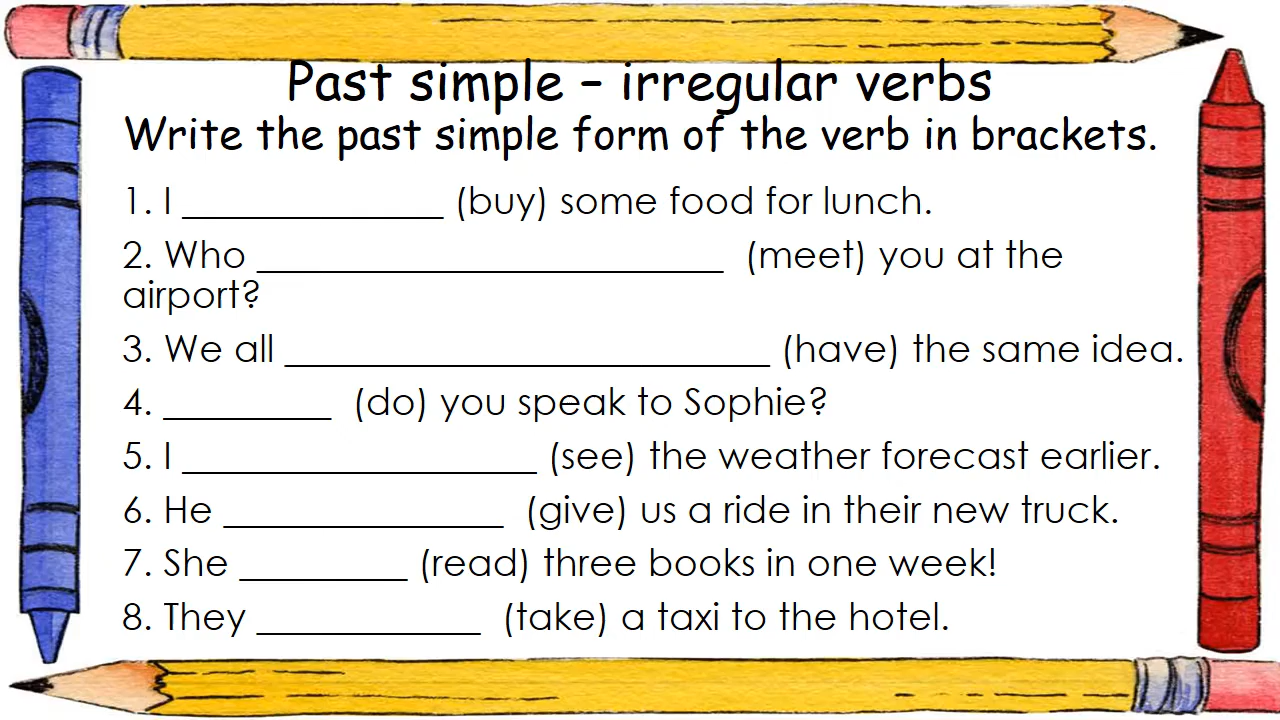 Past simple – irregular verbs
Write the past simple form of the verb in brackets.
1. I ______________ (buy) some food for lunch.
2. Who _________________________ (meet) you at the
airport?
3. We all __________________________ (have) the same idea.
4. _________ (do) you speak to Sophie?
5. I ___________________ (see) the weather forecast earlier.
6. He _______________ (give) us a ride in their new truck.
7. She _________ (read) three books in one week!
8. They ____________ (take) a taxi to the hotel.